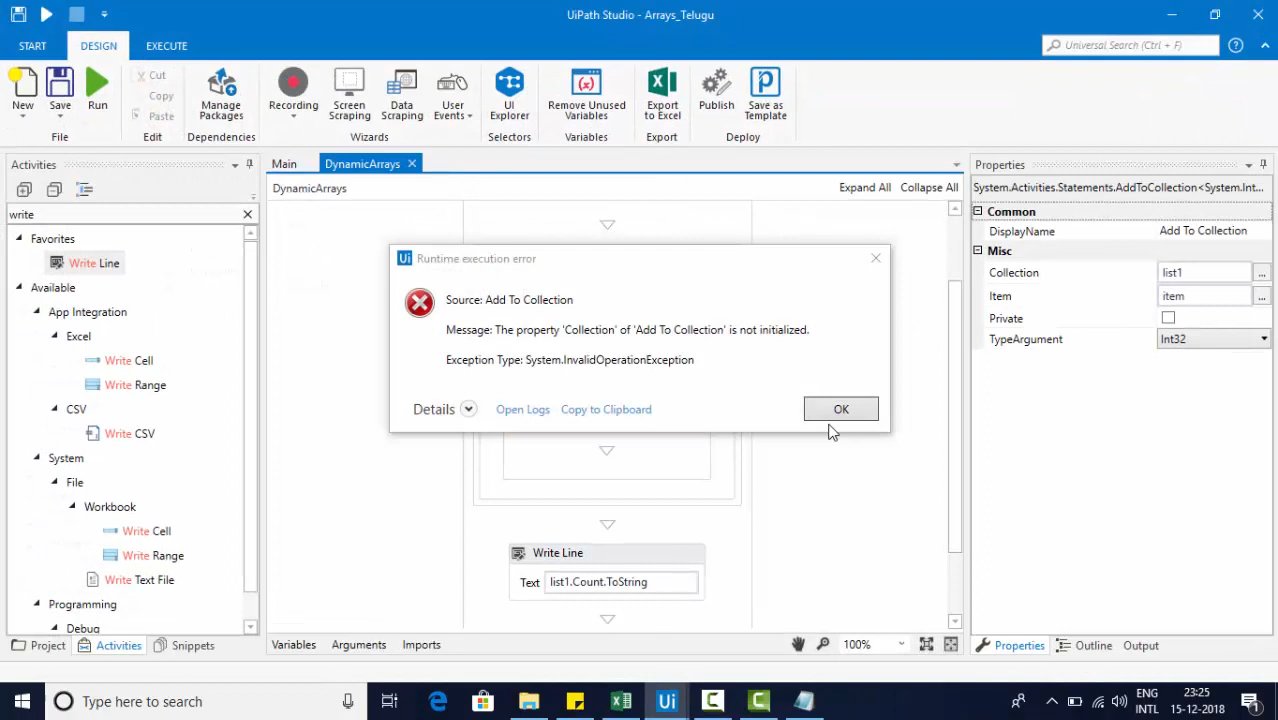 UiPath Studio - Arrays_Telugu
START
DESIGN
EXECUTE
Universal Search (Ctrl + F)
New
Save
Run
Cut
Copy
Paste
Manage
Packages
Recording
Screen
Scraping
Data
Scraping
User
Events
UI
Explorer
Remove Unused
Variables
Export
to Excel
Publish
Save as
Template
File
Edit
Dependencies
Wizards
Selectors
Variables
Export
Deploy
Activities
write
Favorites
Write Line
Available
App Integration
Excel
Write Cell
Write Range
CSV
Write CSV
System
File
Workbook
Write Cell
Write Range
Write Text File
Programming
Debug
Project
Activities
Snippets
Main
DynamicArrays
DynamicArrays
Expand All
Collapse All
Ui Runtime execution error
Source: Add To Collection
Message: The property 'Collection' of 'Add To Collection' is not initialized.
Exception Type: System.InvalidOperationException
Details
Open Logs
Copy to Clipboard
OK
Write Line
Text list1.Count.ToString
Variables
Arguments
Imports
100%
Properties
System.Activities.Statements.AddToCollection<System.Int...
Common
DisplayName Add To Collection
Misc
Collection list1 ...
Item item ...
Private
TypeArgument Int32
Properties
Outline
Output
Type here to search
Ui
ENG
INTL
23:25
15-12-2018
1